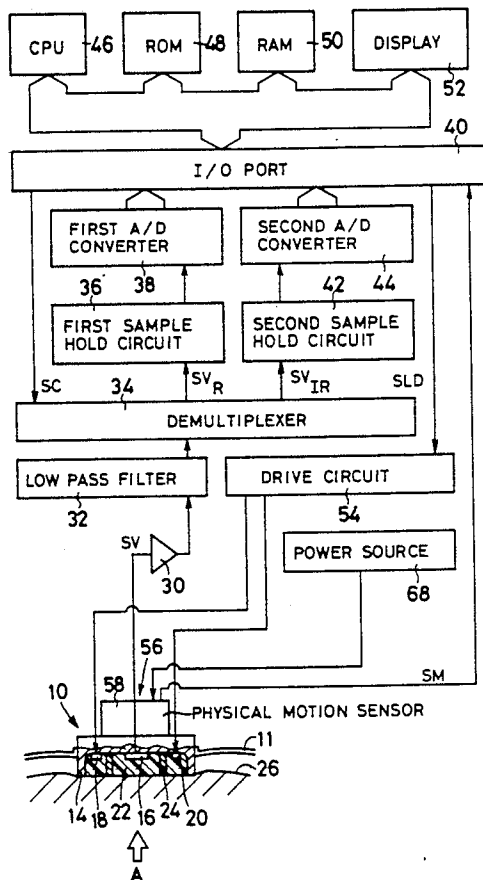 CPU 46
ROM 48
RAM 50
DISPLAY
52
40
I/O PORT
FIRST A/D CONVERTER
38
SECOND A/D CONVERTER
44
36
42
FIRST SAMPLE HOLD CIRCUIT
SECOND SAMPLE HOLD CIRCUIT
SC
34
SVR
SVIR
SLD
DEMULTIPLEXER
LOW PASS FILTER
32
DRIVE CIRCUIT
54
SV
30
POWER SOURCE
68
56
SM
10
58
PHYSICAL MOTION SENSOR
11
26
14 18 22 16 24 20
A